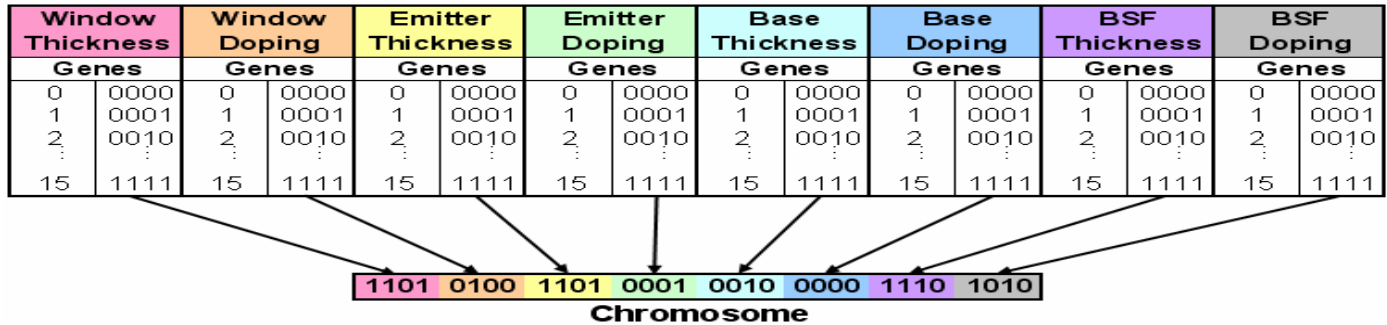 Window Thickness Window Doping Emitter Thickness Emitter Doping Base Thickness Base Doping BSF Thickness BSF Doping
Genes Genes Genes Genes Genes Genes Genes Genes
0 0000 0 0000 0 0000 0 0000 0 0000 0 0000 0 0000 0 0000
1 0001 1 0001 1 0001 1 0001 1 0001 1 0001 1 0001 1 0001
2 0010 2 0010 2 0010 2 0010 2 0010 2 0010 2 0010 2 0010
⋮ ⋮ ⋮ ⋮ ⋮ ⋮ ⋮ ⋮ ⋮ ⋮ ⋮ ⋮ ⋮ ⋮ ⋮ ⋮
15 1111 15 1111 15 1111 15 1111 15 1111 15 1111 15 1111 15 1111
1101 0100 1101 0001 0010 0000 1110 1010
Chromosome